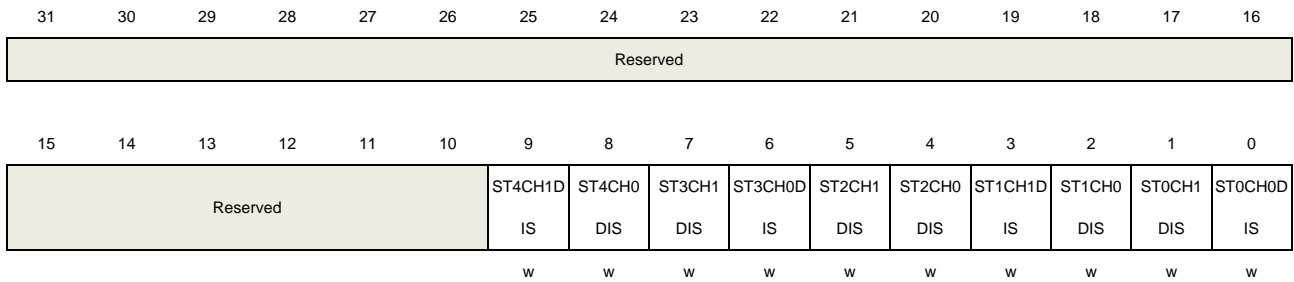 31 30 29 28 27 26 25 24 23 22 21 20 19 18 17 16
Reserved
15 14 13 12 11 10 9 8 7 6 5 4 3 2 1 0
Reserved ST4CH1D ST4CH0 ST3CH1 ST3CH0D ST2CH1 ST2CH0 ST1CH1D ST1CH0 ST0CH1 ST0CH0D
IS DIS DIS IS DIS DIS IS DIS DIS IS
w w w w w w w w w w